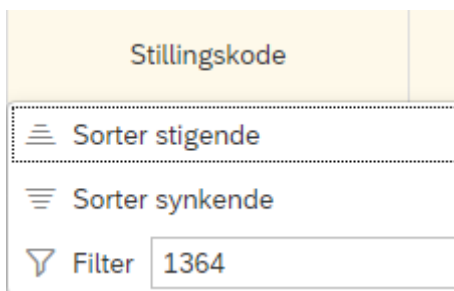 Stillingskode
Sorter stigende
Sorter synkende
Filter 1364